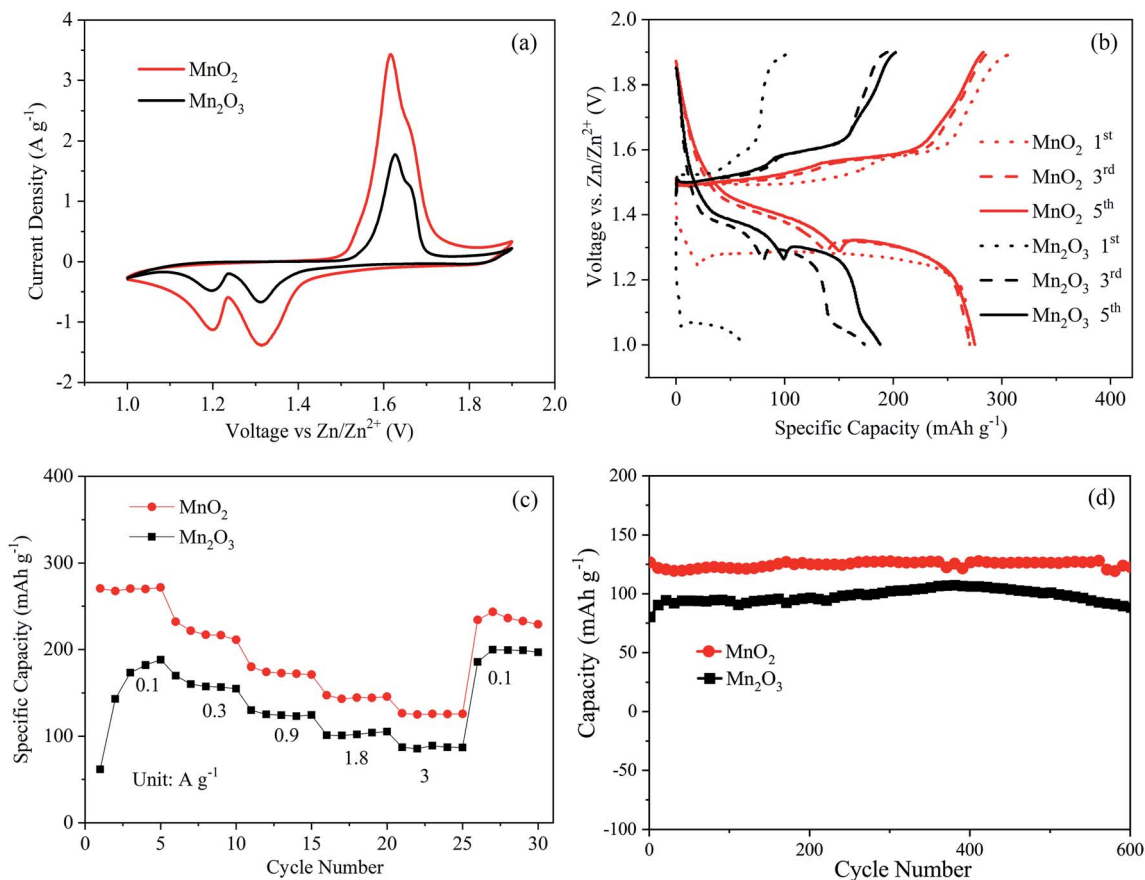 (a)
4
3
2
1
0
-1
-2
Current Density (A g⁻¹)
MnO₂
Mn₂O₃
1.0 1.2 1.4 1.6 1.8 2.0
Voltage vs Zn/Zn²⁺ (V)
(b)
2.0
1.8
1.6
1.4
1.2
1.0
Voltage vs. Zn/Zn²⁺ (V)
MnO₂ 1ˢᵗ
MnO₂ 3ʳᵈ
MnO₂ 5ᵗʰ
Mn₂O₃ 1ˢᵗ
Mn₂O₃ 3ʳᵈ
Mn₂O₃ 5ᵗʰ
0 100 200 300 400
Specific Capacity (mAh g⁻¹)
(c)
400
300
200
100
0
Specific Capacity (mAh g⁻¹)
MnO₂
Mn₂O₃
0.1
0.3
0.9
1.8
3
0.1
Unit: A g⁻¹
0 5 10 15 20 25 30
Cycle Number
(d)
200
150
100
50
0
-50
-100
Capacity (mAh g⁻¹)
MnO₂
Mn₂O₃
0 200 400 600
Cycle Number